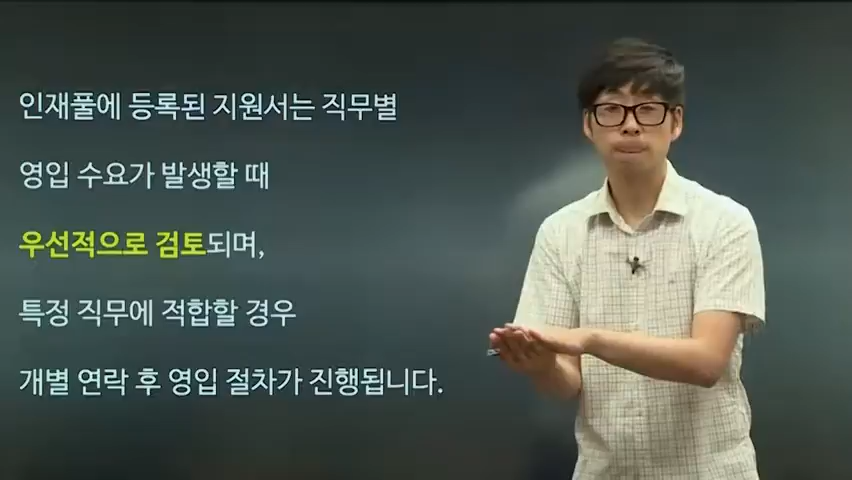 인재풀에 등록된 지원서는 직무별
영입 수요가 발생할 때
우선적으로 검토되며,
특정 직무에 적합할 경우
개별 연락 후 영입 절차가 진행됩니다.